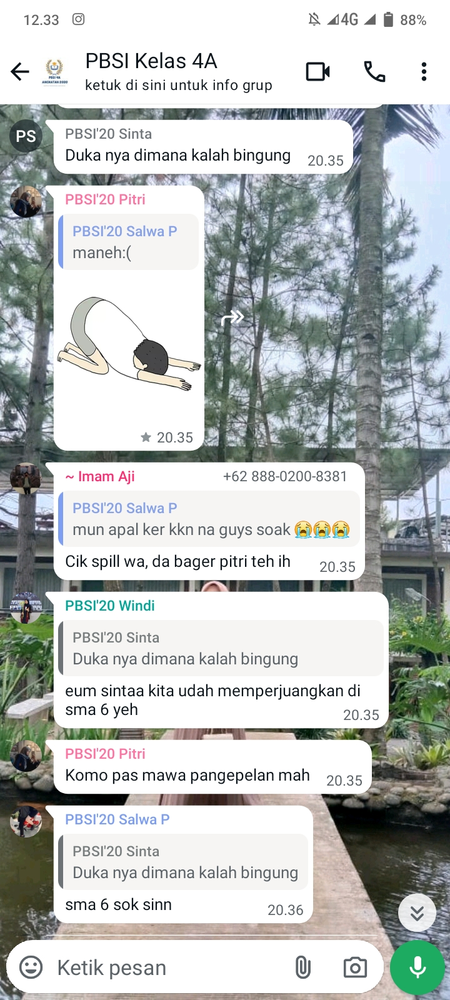 12.33
4G
88%
PBSI Kelas 4A
PBSI 4A
ANGKATAN 2020
ketuk di sini untuk info grup
PS
PBSI'20 Sinta
Duka nya dimana kalah bingung
20.35
PBSI'20 Pitri
PBSI'20 Salwa P
maneh:(
20.35
~ Imam Aji
+62 888-0200-8381
PBSI'20 Salwa P
mun apal ker kkn na guys soak 😭😭😭
Cik spill wa, da bager pitri teh ih
20.35
PBSI'20 Windi
PBSI'20 Sinta
Duka nya dimana kalah bingung
eum sintaa kita udah memperjuangkan di
sma 6 yeh
20.35
PBSI'20 Pitri
Komo pas mawa pangepelan mah
20.35
PBSI'20 Salwa P
PBSI'20 Sinta
Duka nya dimana kalah bingung
sma 6 sok sinn
20.36
Ketik pesan